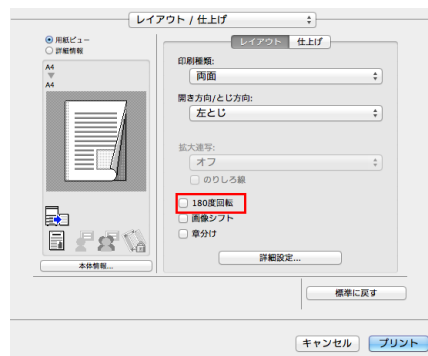 レイアウト / 仕上げ
用紙ビュー
詳細情報
A4
A4
本体情報...
レイアウト 仕上げ
印刷種類:
両面
開き方向/とじ方向:
左とじ
拡大連写:
オフ
のりしろ線
180度回転
画像シフト
章分け
詳細設定...
標準に戻す
キャンセル プリント